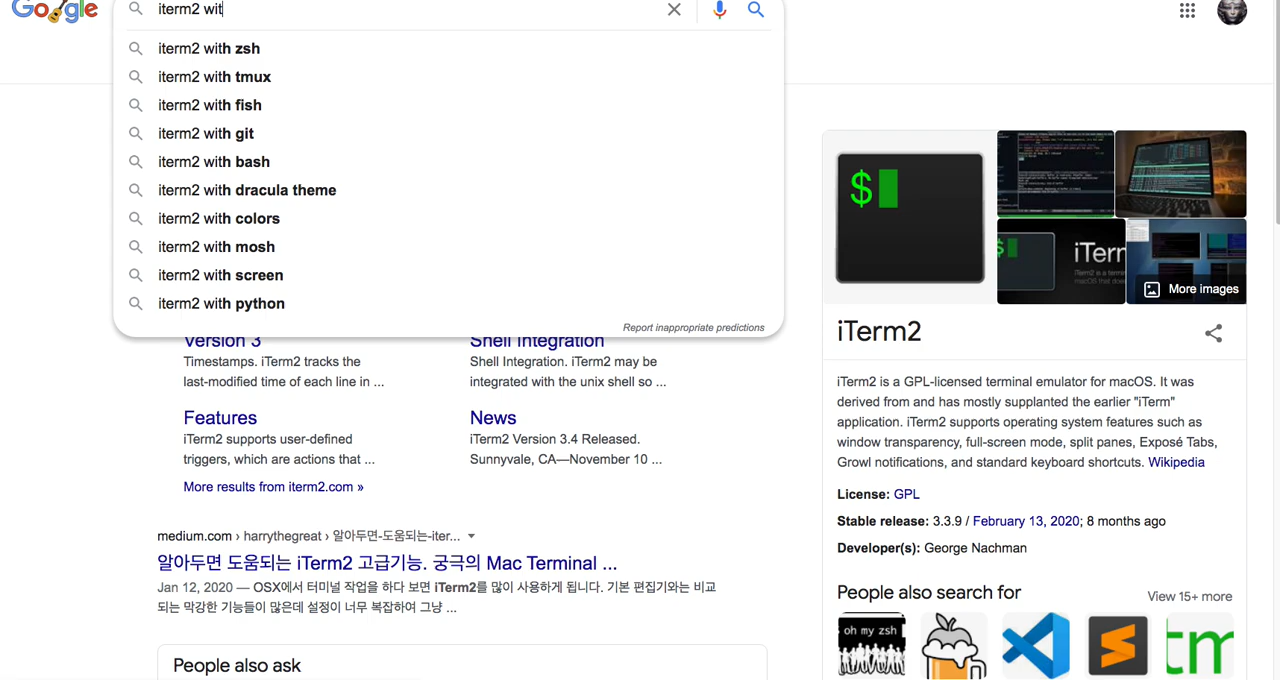 Google
iterm2 wit
iterm2 with zsh
iterm2 with tmux
iterm2 with fish
iterm2 with git
iterm2 with bash
iterm2 with dracula theme
iterm2 with colors
iterm2 with mosh
iterm2 with screen
iterm2 with python
Report inappropriate predictions
Version 3
Timestamps. iTerm2 tracks the
last-modified time of each line in ...
Shell Integration
Shell Integration. iTerm2 may be
integrated with the unix shell so ...
Features
iTerm2 supports user-defined
triggers, which are actions that ...
News
iTerm2 Version 3.4 Released.
Sunnyvale, CA—November 10 ...
More results from iterm2.com »
medium.com › harrythegreat › 알아두면-도움되는-iter...
알아두면 도움되는 iTerm2 고급기능. 궁극의 Mac Terminal ...
Jan 12, 2020 — OSX에서 터미널 작업을 하다 보면 iTerm2를 많이 사용하게 됩니다. 기본 편집기와는 비교
되는 막강한 기능들이 많은데 설정이 너무 복잡하여 그냥 ...
People also ask
$
iTerr
More images
iTerm2
iTerm2 is a GPL-licensed terminal emulator for macOS. It was
derived from and has mostly supplanted the earlier "iTerm"
application. iTerm2 supports operating system features such as
window transparency, full-screen mode, split panes, Exposé Tabs,
Growl notifications, and standard keyboard shortcuts. Wikipedia
License: GPL
Stable release: 3.3.9 / February 13, 2020; 8 months ago
Developer(s): George Nachman
People also search for
View 15+ more
oh my zsh
tm